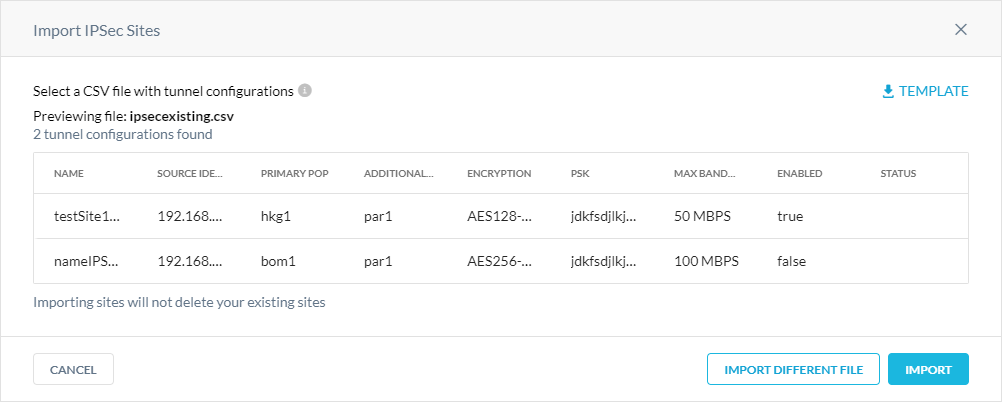 Import IPSec Sites
Select a CSV file with tunnel configurations
TEMPLATE
Previewing file: ipsecexisting.csv
2 tunnel configurations found
NAME SOURCE IDE... PRIMARY POP ADDITIONAL... ENCRYPTION PSK MAX BAND... ENABLED STATUS
testSite1... 192.168.... hkg1 par1 AES128-... jdkfsdjlkj... 50 MBPS true
nameIPS... 192.168.... bom1 par1 AES256-... jdkfsdjlkj... 100 MBPS false
Importing sites will not delete your existing sites
CANCEL IMPORT DIFFERENT FILE IMPORT